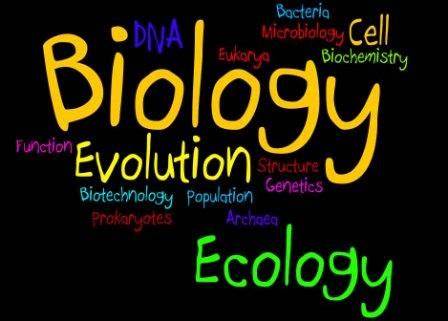 Bacteria
DNA
Microbiology
Cell
Eukarya
Biochemistry
Biology
Function
Evolution
Structure
Genetics
Biotechnology
Population
Prokaryotes
Archaea
Ecology